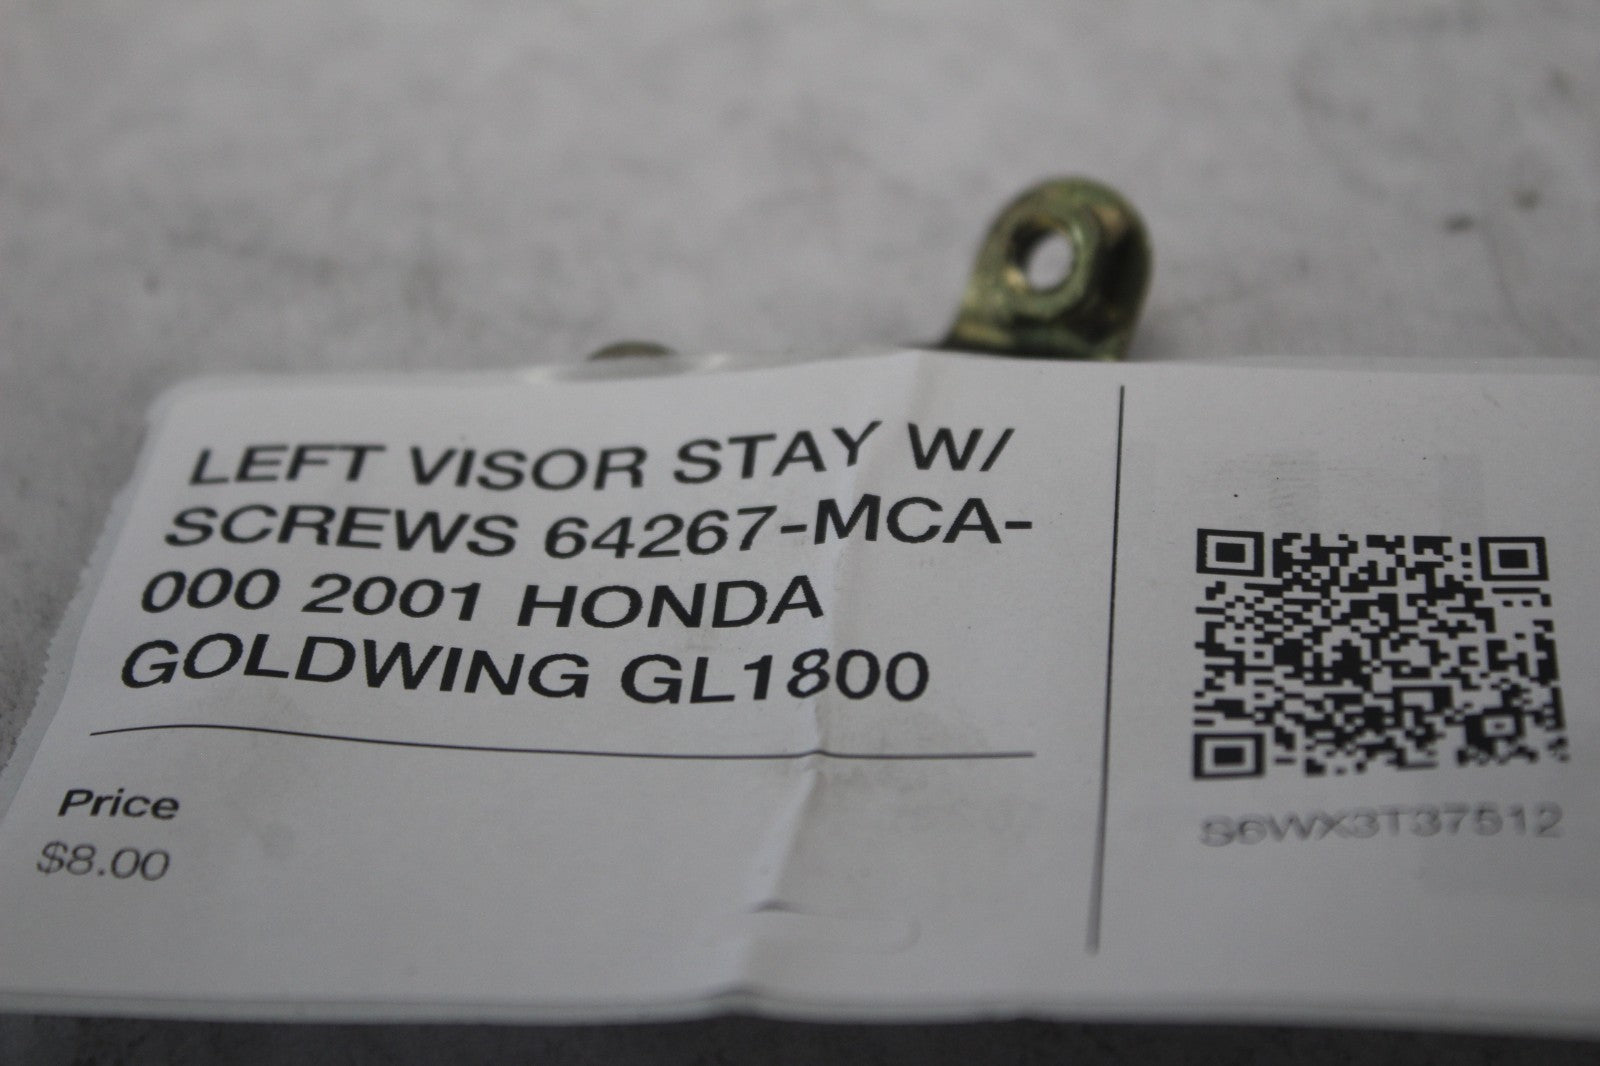 LEFT VISOR STAY W/
SCREWS 64267-MCA-
000 2001 HONDA
GOLDWING GL1800
Price
$8.00
S6WX3T37512